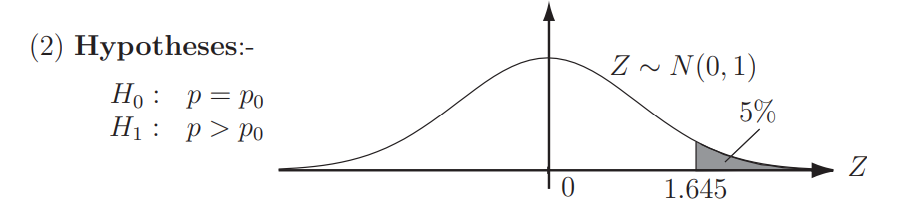 (2) Hypotheses:-
Z ∼ N(0, 1)
H₀ : p = p₀
5%
H₁ : p > p₀
Z
0
1.645